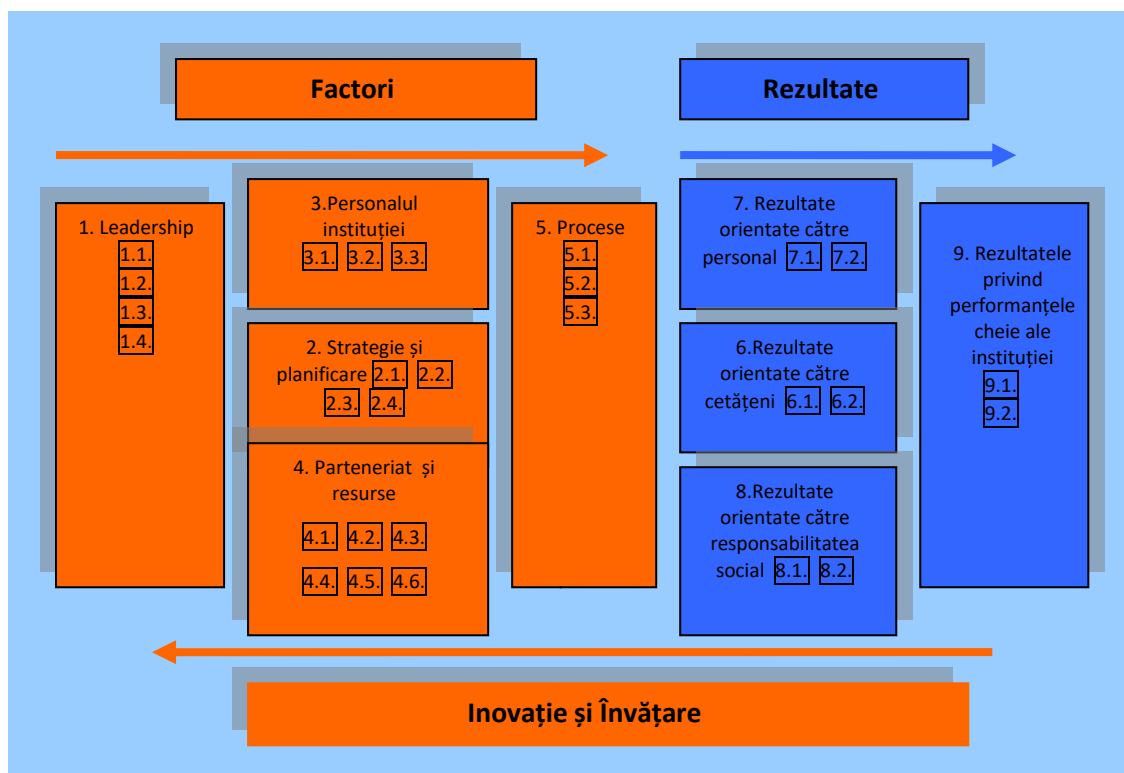 Factori
Rezultate
1. Leadership
1.1.
1.2.
1.3.
1.4.
3.Personalul
instituției
3.1. 3.2. 3.3.
2. Strategie și
planificare 2.1. 2.2.
2.3. 2.4.
4. Parteneriat și
resurse
4.1. 4.2. 4.3.
4.4. 4.5. 4.6.
5. Procese
5.1.
5.2.
5.3.
7. Rezultate
orientate către
personal 7.1. 7.2.
6.Rezultate
orientate către
cetățeni 6.1. 6.2.
8.Rezultate
orientate către
responsabilitatea
social 8.1. 8.2.
9. Rezultatele
privind
performanțele
cheie ale
instituției
9.1.
9.2.
Inovație și Învățare